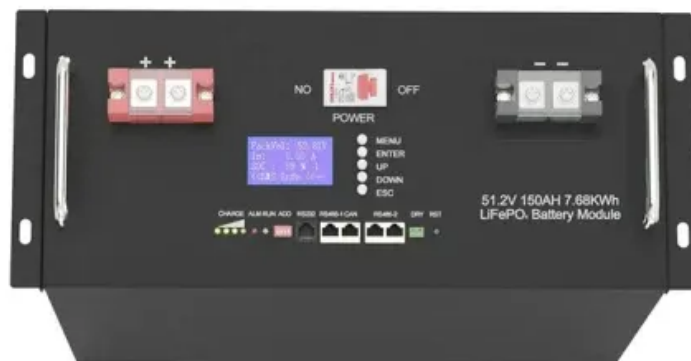 + +
– –
NO OFF
POWER
MENU
ENTER
UP
DOWN
ESC
51.2V 150AH 7.68KWh
LiFePO₄ Battery Module
CHARGE ALM RUN ADD RS232 RS485-1 CAN RS485-2 DRY RST